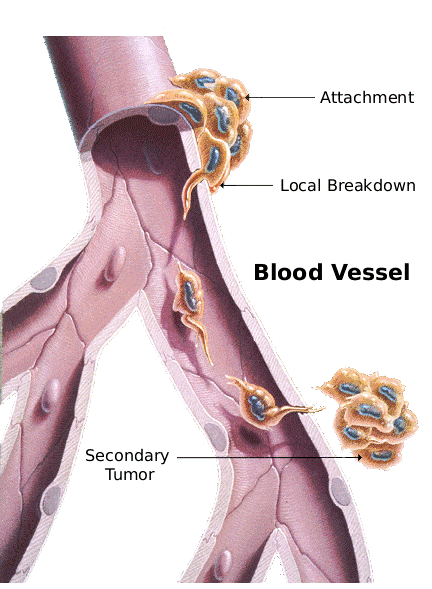 Attachment
Local Breakdown
Blood Vessel
Secondary
Tumor